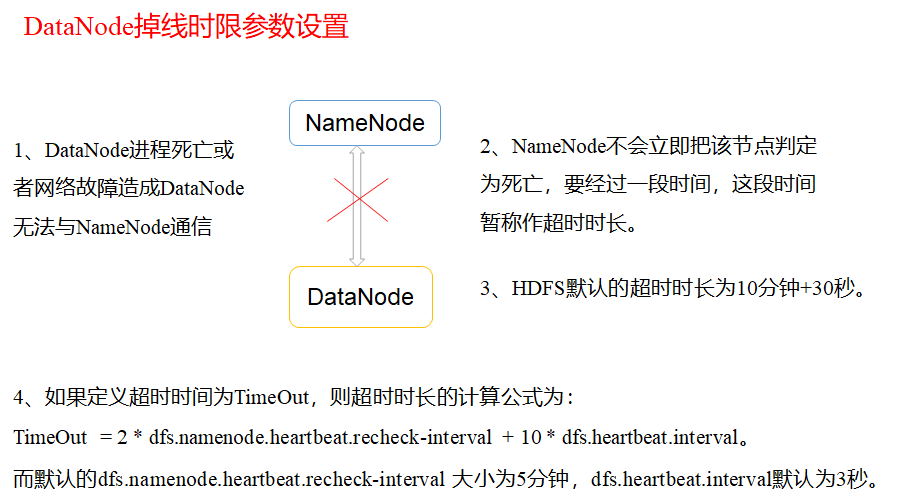 DataNode掉线时限参数设置
1、DataNode进程死亡或
者网络故障造成DataNode
无法与NameNode通信
NameNode
DataNode
2、NameNode不会立即把该节点判定
为死亡，要经过一段时间，这段时间
暂称作超时时长。
3、HDFS默认的超时时长为10分钟+30秒。
4、如果定义超时时间为TimeOut，则超时时长的计算公式为：
TimeOut = 2 * dfs.namenode.heartbeat.recheck-interval + 10 * dfs.heartbeat.interval。
而默认的dfs.namenode.heartbeat.recheck-interval 大小为5分钟，dfs.heartbeat.interval默认为3秒。